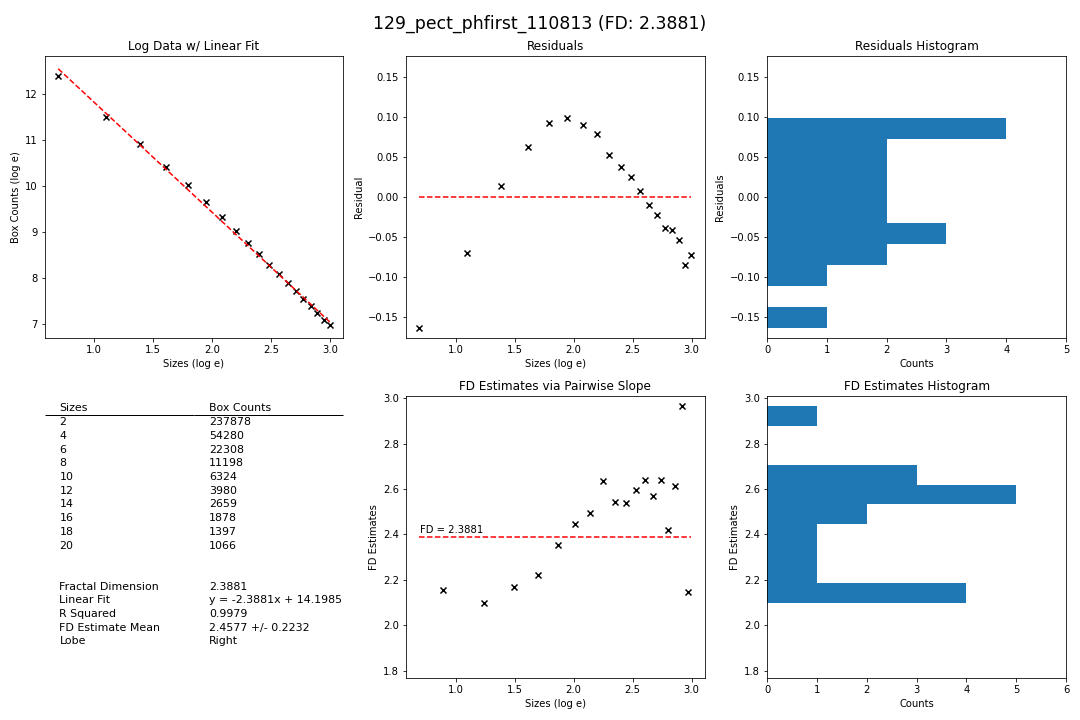 129_pect_phfirst_110813 (FD: 2.3881)
Log Data w/ Linear Fit
Box Counts (log e)
12
11
10
9
8
7
1.0 1.5 2.0 2.5 3.0
Sizes (log e)
Residuals
Residual
0.15
0.10
0.05
0.00
−0.05
−0.10
−0.15
1.0 1.5 2.0 2.5 3.0
Sizes (log e)
Residuals Histogram
Residuals
0.15
0.10
0.05
0.00
−0.05
−0.10
−0.15
0 1 2 3 4 5
Counts
Sizes Box Counts
2 237878
4 54280
6 22308
8 11198
10 6324
12 3980
14 2659
16 1878
18 1397
20 1066
Fractal Dimension 2.3881
Linear Fit y = -2.3881x + 14.1985
R Squared 0.9979
FD Estimate Mean 2.4577 +/- 0.2232
Lobe Right
FD Estimates via Pairwise Slope
FD Estimates
3.0
2.8
2.6
2.4
2.2
2.0
1.8
FD = 2.3881
1.0 1.5 2.0 2.5 3.0
Sizes (log e)
FD Estimates Histogram
FD Estimates
3.0
2.8
2.6
2.4
2.2
2.0
1.8
0 1 2 3 4 5 6
Counts